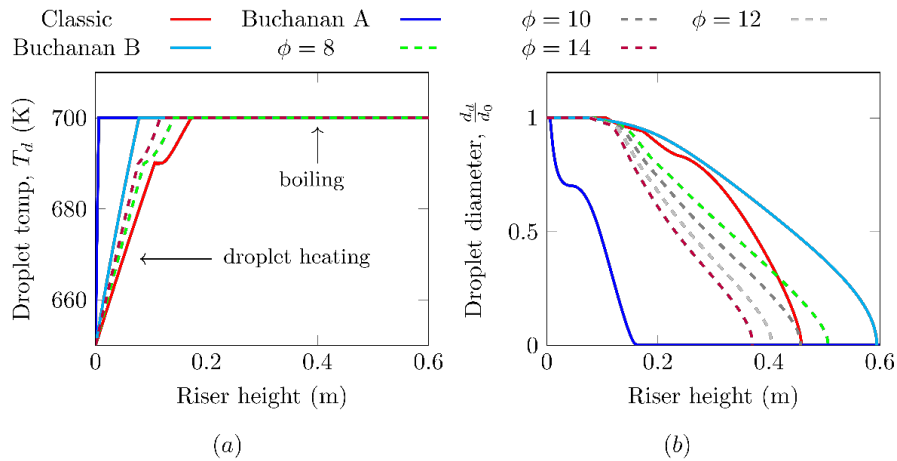 Classic Buchanan A ϕ = 10 ϕ = 12
Buchanan B ϕ = 8 ϕ = 14
700
680
660
0 0.2 0.4 0.6
Droplet temp, T_d (K)
Riser height (m)
boiling
droplet heating
(a)
1
0.5
0
0 0.2 0.4 0.6
Droplet diameter, d_d/d_0
Riser height (m)
(b)